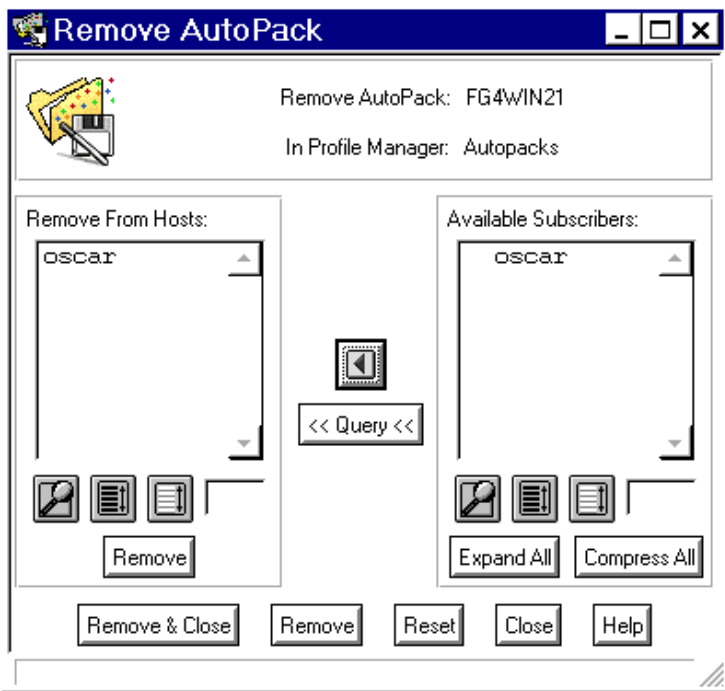 Remove AutoPack
Remove AutoPack: FG4WIN21
In Profile Manager: Autopacks
Remove From Hosts:
oscar
Available Subscribers:
oscar
<< Query <<
Remove
Expand All
Compress All
Remove & Close
Remove
Reset
Close
Help